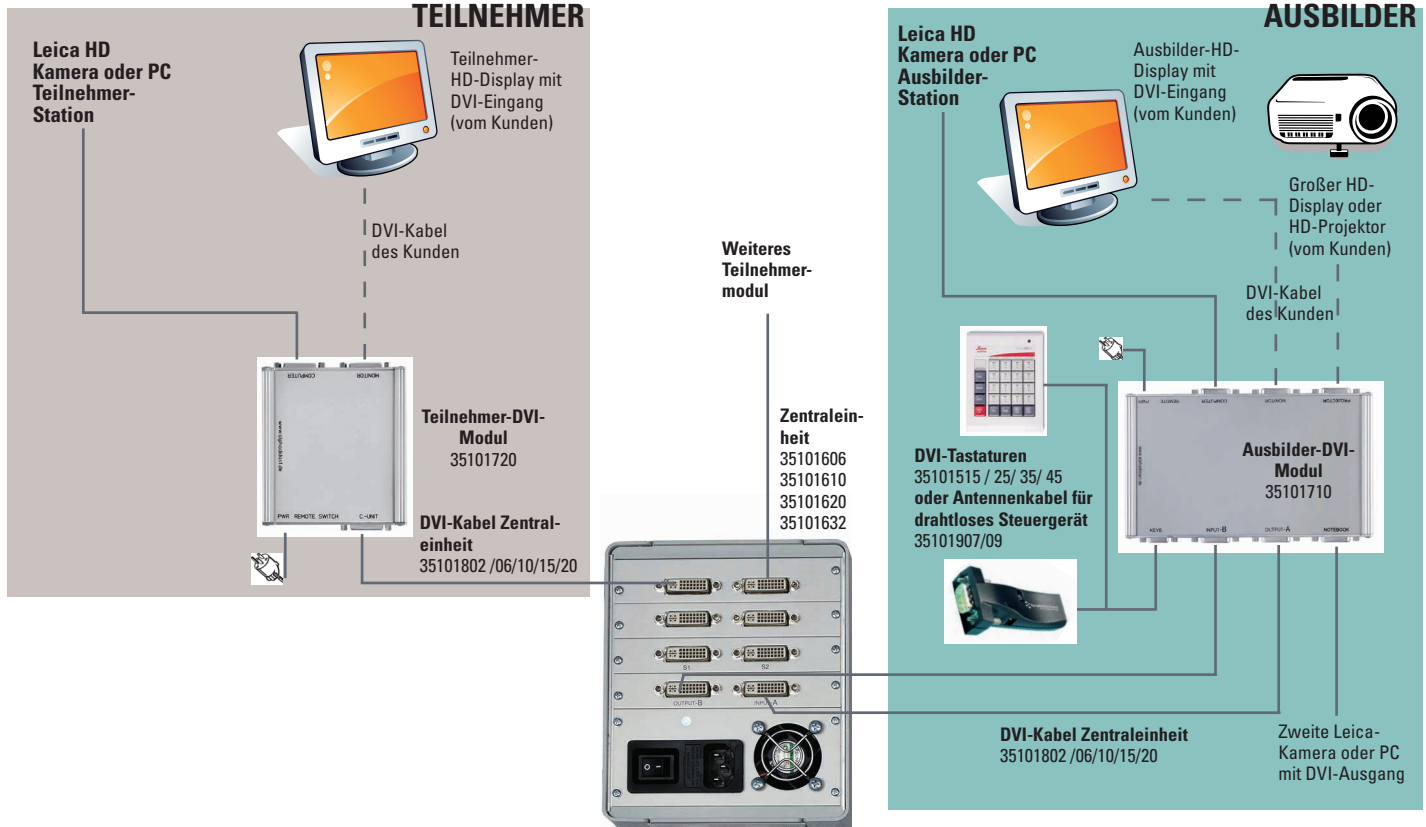 TEILNEHMER
Leica HD
Kamera oder PC
Teilnehmer-
Station
Teilnehmer-
HD-Display mit
DVI-Eingang
(vom Kunden)
DVI-Kabel
des Kunden
COMPUTER
MONITOR
PWR REMOTE SWITCH C.-UNIT
Teilnehmer-DVI-
Modul
35101720
DVI-Kabel Zentral-
einheit
35101802 /06/10/15/20
Weiteres
Teilnehmer-
modul
Zentralein-
heit
35101606
35101610
35101620
35101632
S1
S2
OUTPUT-B
INPUT-A
AUSBILDER
Leica HD
Kamera oder PC
Ausbilder-
Station
Ausbilder-HD-
Display mit
DVI-Eingang
(vom Kunden)
Großer HD-
Display oder
HD-Projektor
(vom Kunden)
DVI-Kabel
des Kunden
DVI-Tastaturen
35101515 / 25/ 35/ 45
oder Antennenkabel für
drahtloses Steuergerät
35101907/09
PWR
REMOTE
COMPUTER
MONITOR
PROJECTOR
Ausbilder-DVI-
Modul
35101710
KEYB.
INPUT-B
OUTPUT-A
NOTEBOOK
DVI-Kabel Zentraleinheit
35101802 /06/10/15/20
Zweite Leica-
Kamera oder PC
mit DVI-Ausgang